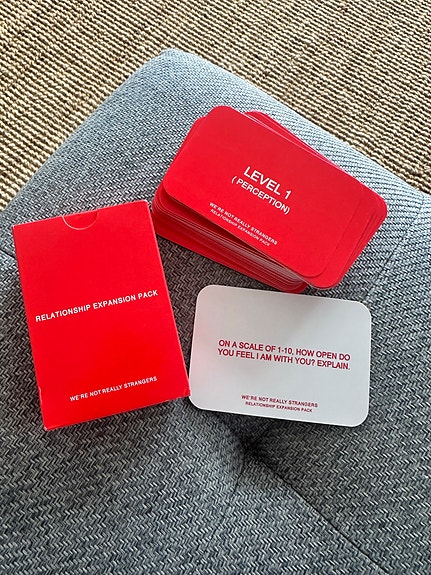 LEVEL 1
( PERCEPTION)
WE'RE NOT REALLY STRANGERS
RELATIONSHIP EXPANSION PACK
RELATIONSHIP EXPANSION PACK
WE'RE NOT REALLY STRANGERS
ON A SCALE OF 1-10, HOW OPEN DO
YOU FEEL I AM WITH YOU? EXPLAIN.
WE'RE NOT REALLY STRANGERS
RELATIONSHIP EXPANSION PACK